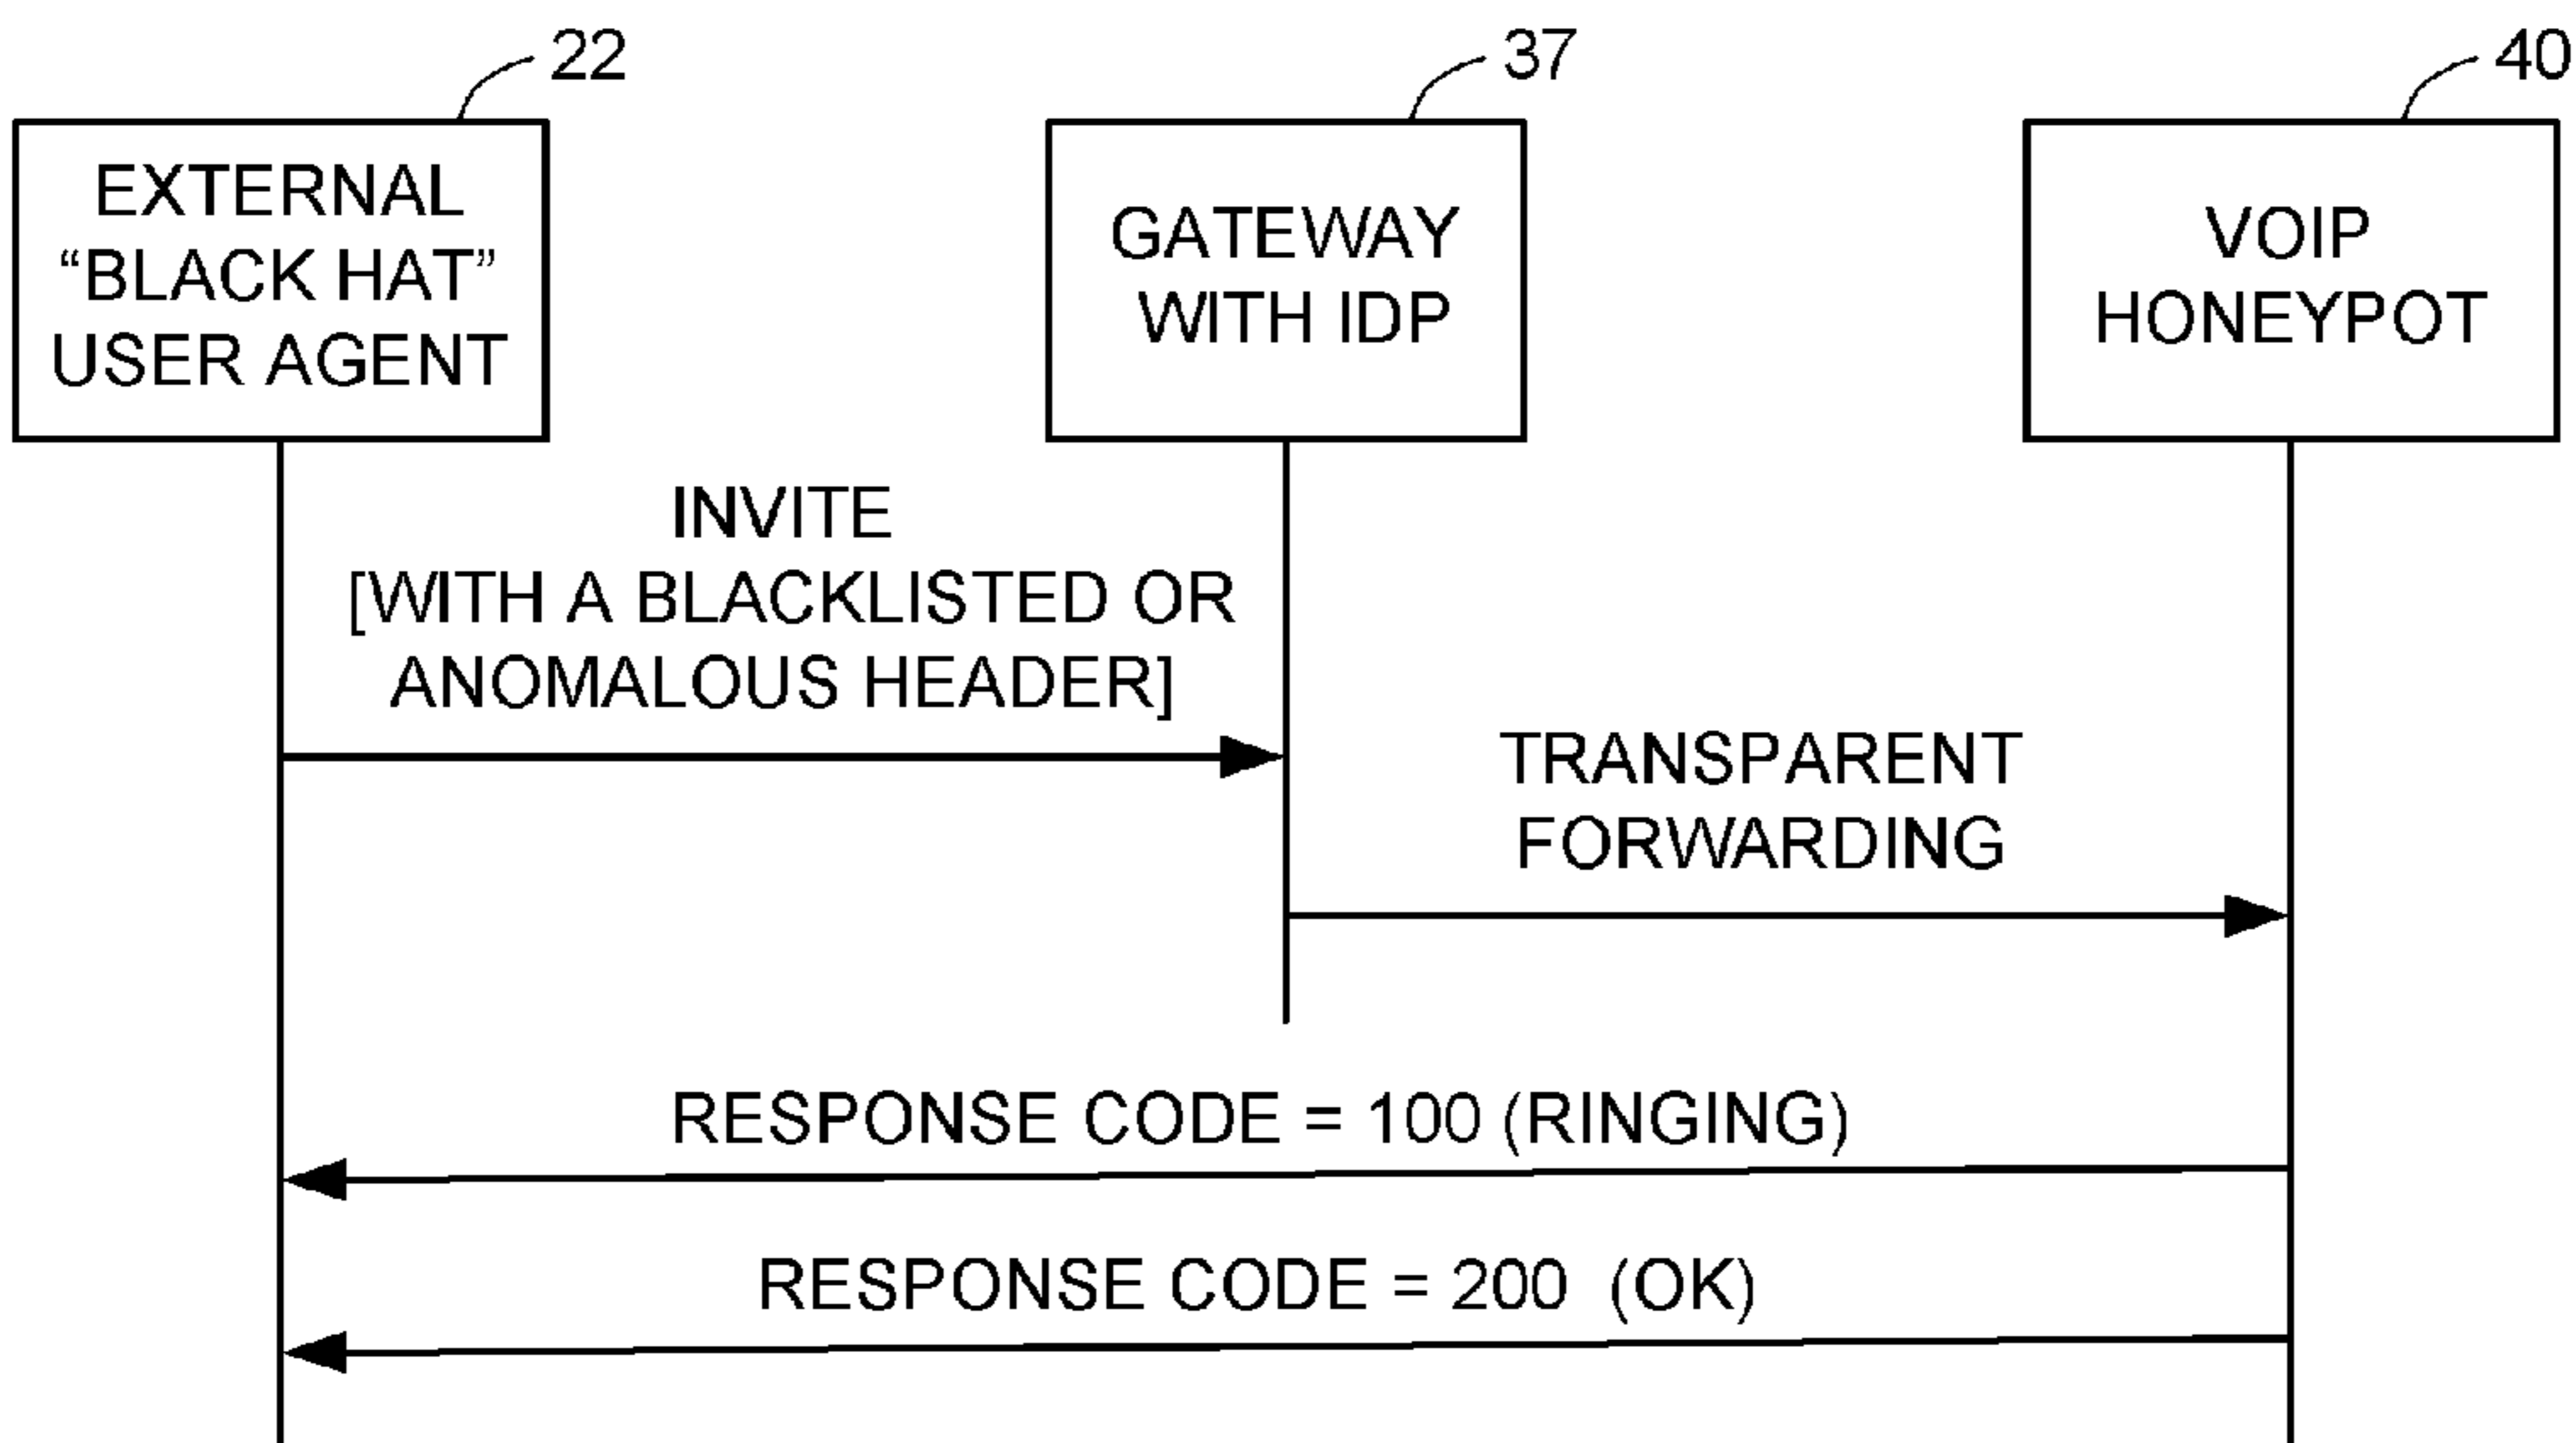 22
37
40
EXTERNAL
“BLACK HAT”
USER AGENT
GATEWAY
WITH IDP
VOIP
HONEYPOT
INVITE
[WITH A BLACKLISTED OR
ANOMALOUS HEADER]
TRANSPARENT
FORWARDING
RESPONSE CODE = 100 (RINGING)
RESPONSE CODE = 200 (OK)